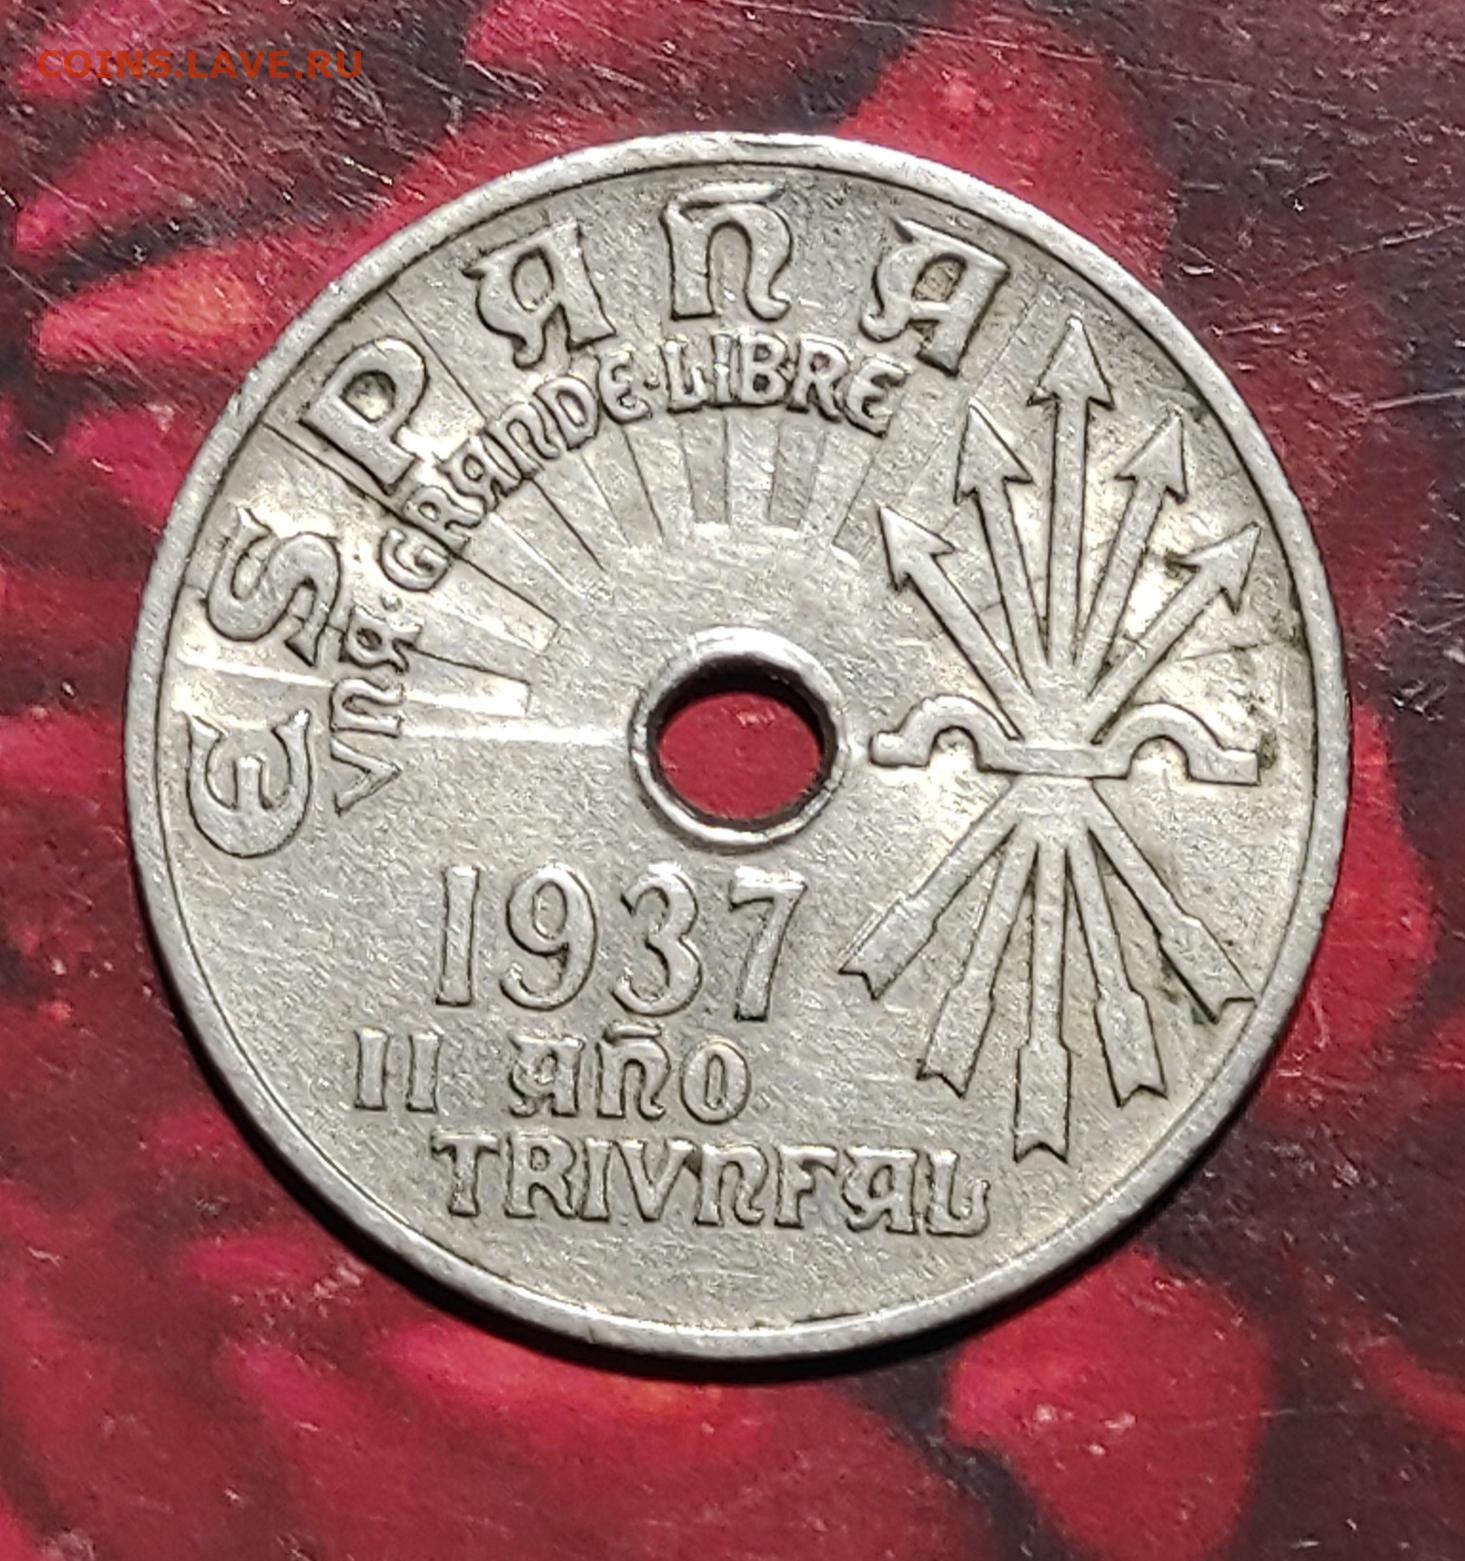 COINS.LAVE.RU
ESPAÑA
VNA·GRANDE·LIBRE
1937
II AÑO
TRIVNFAL